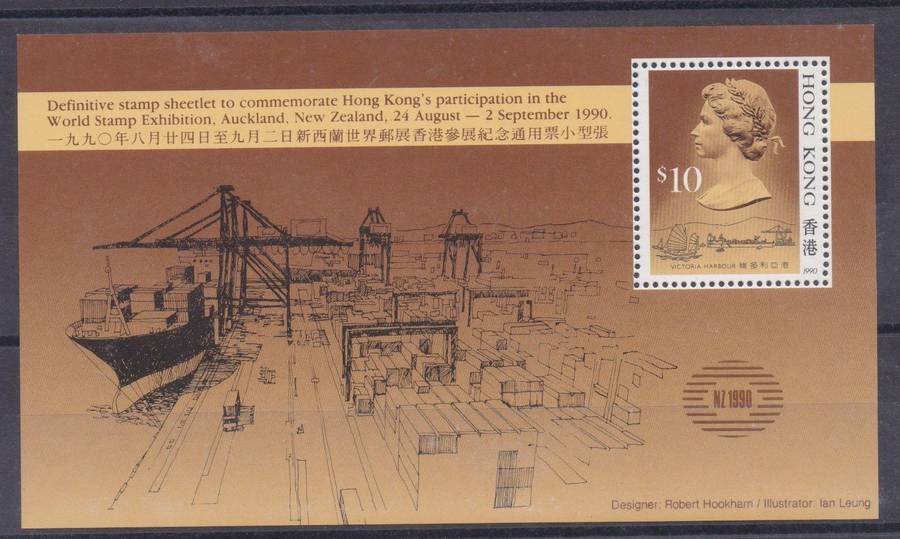 Definitive stamp sheetlet to commemorate Hong Kong's participation in the
World Stamp Exhibition, Auckland, New Zealand, 24 August — 2 September 1990.
一九九〇年八月廿四日至九月二日新西蘭世界郵展香港參展紀念通用票小型張
$10
HONG KONG 香港
VICTORIA HARBOUR 維多利亞港
1990
NZ 1990
Designer: Robert Hookham / Illustrator: Ian Leung